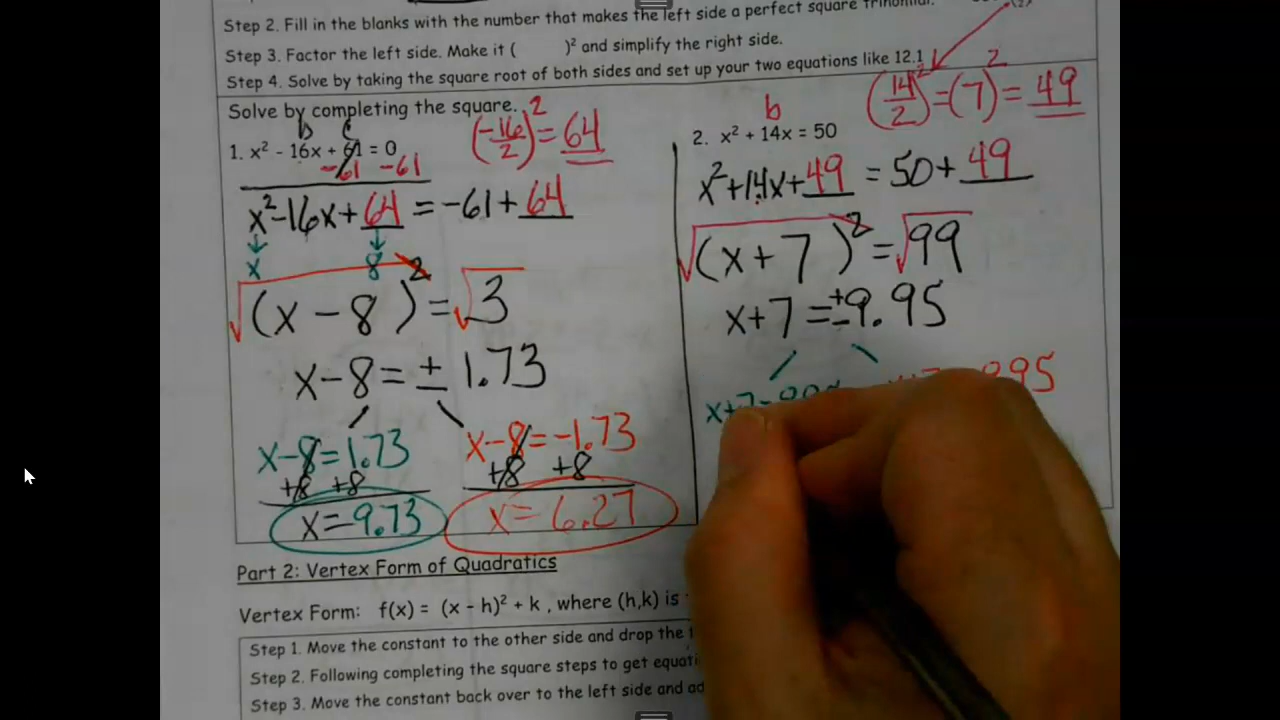 Step 2. Fill in the blanks with the number that makes the left side a perfect square trinomial.
Step 3. Factor the left side. Make it ( )² and simplify the right side.
Step 4. Solve by taking the square root of both sides and set up your two equations like 12.1
Solve by completing the square.
b c
1. x² - 16x + 61 = 0
-61 -61
(-16/2)² = 64
x² - 16x + 64 = -61 + 64
x 8
√(x - 8)² = √3
x - 8 = ± 1.73
x - 8 = 1.73
+8 +8
x = 9.73
x - 8 = -1.73
+8 +8
x = 6.27
b
(14/2)² = (7)² = 49
2. x² + 14x = 50
x² + 14x + 49 = 50 + 49
√(x + 7)² = √99
x + 7 = ± 9.95
x + 7 =
995
Part 2: Vertex Form of Quadratics
Vertex Form: f(x) = (x - h)² + k , where (h,k) is
Step 1. Move the constant to the other side and drop the
Step 2. Following completing the square steps to get
Step 3. Move the constant back over to the left side and